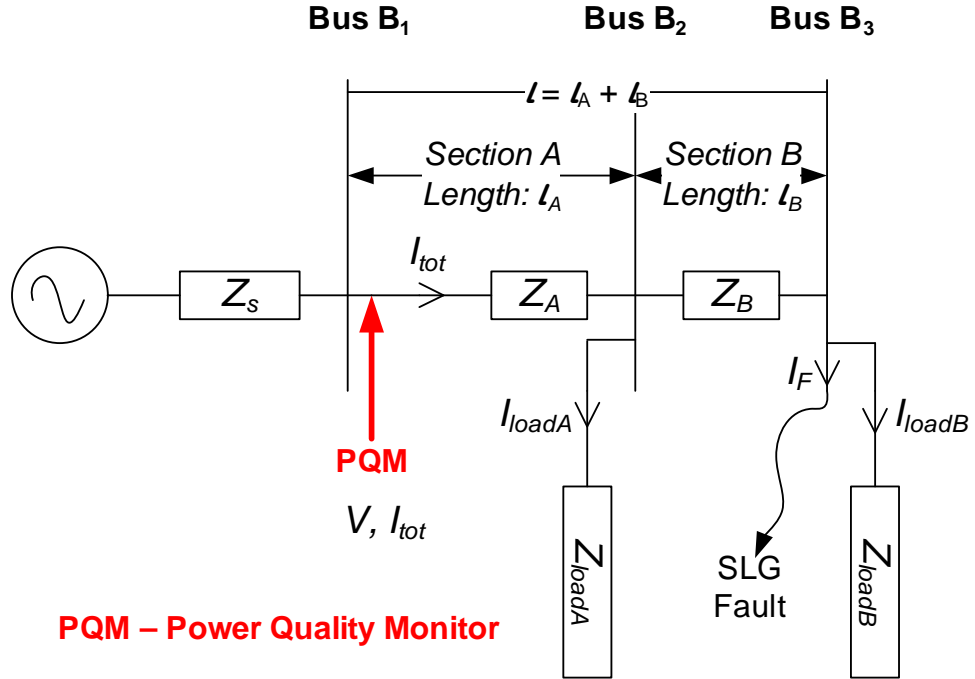 Bus B₁
Bus B₂
Bus B₃
l = lA + lB
Section A
Length: lA
Section B
Length: lB
Itot
Zs
ZA
ZB
IF
IloadA
IloadB
PQM
V, Itot
ZloadA
SLG
Fault
ZloadB
PQM – Power Quality Monitor